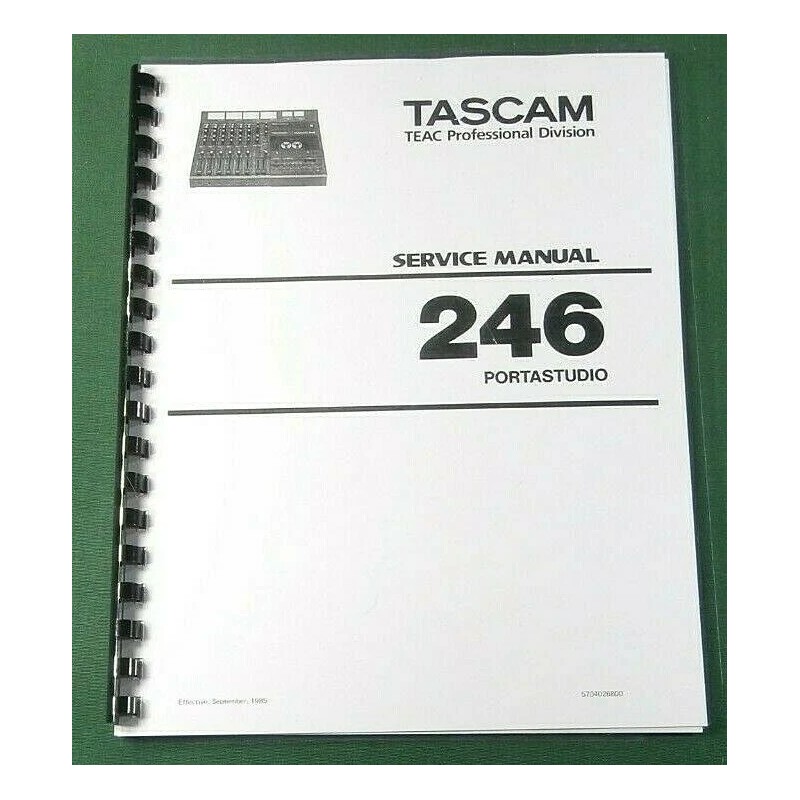 TASCAM
TEAC Professional Division
SERVICE MANUAL
246
PORTASTUDIO
Effective: September, 1985
5704026800